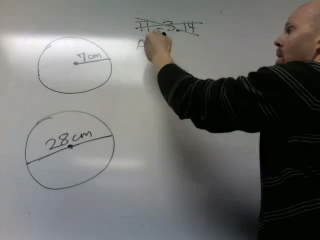 7cm
28cm
π = 3.14
A